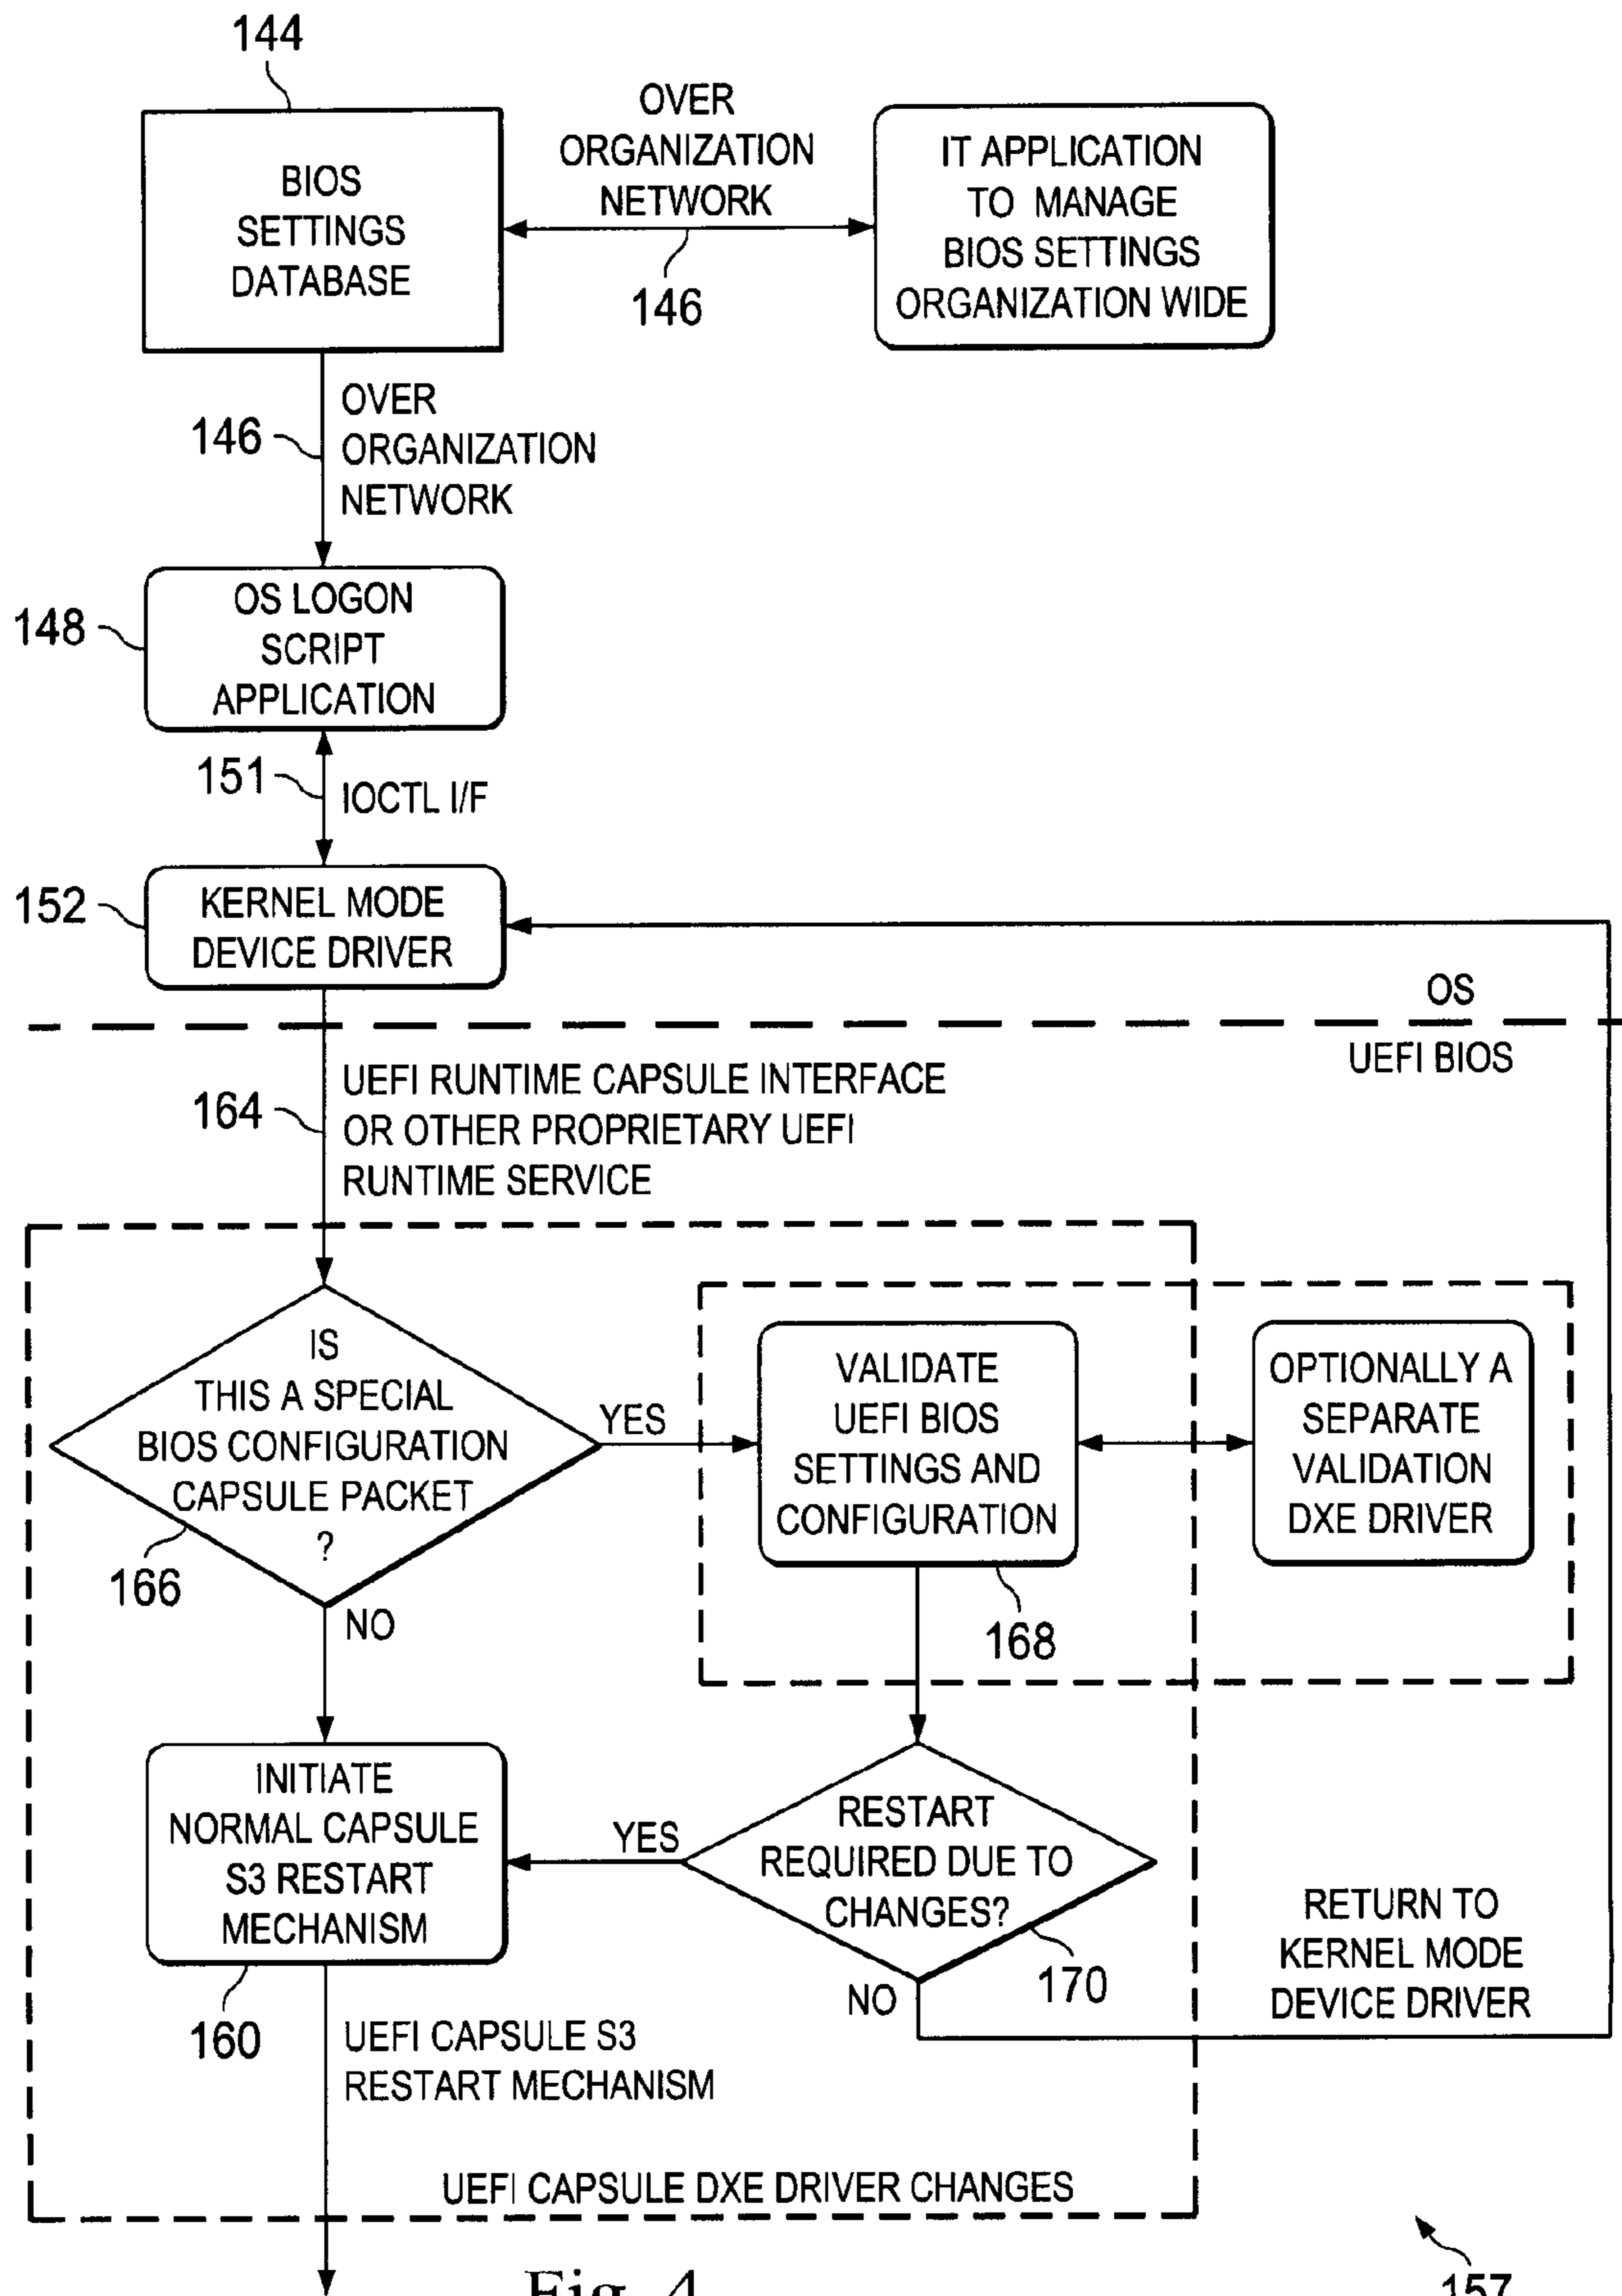 144
BIOS
SETTINGS
DATABASE
OVER
ORGANIZATION
NETWORK
146
IT APPLICATION
TO MANAGE
BIOS SETTINGS
ORGANIZATION WIDE
146
OVER
ORGANIZATION
NETWORK
148
OS LOGON
SCRIPT
APPLICATION
151
IOCTL I/F
152
KERNEL MODE
DEVICE DRIVER
OS
UEFI BIOS
164
UEFI RUNTIME CAPSULE INTERFACE
OR OTHER PROPRIETARY UEFI
RUNTIME SERVICE
IS
THIS A SPECIAL
BIOS CONFIGURATION
CAPSULE PACKET
?
166
YES
NO
VALIDATE
UEFI BIOS
SETTINGS AND
CONFIGURATION
168
OPTIONALLY A
SEPARATE
VALIDATION
DXE DRIVER
INITIATE
NORMAL CAPSULE
S3 RESTART
MECHANISM
160
YES
RESTART
REQUIRED DUE TO
CHANGES?
170
NO
RETURN TO
KERNEL MODE
DEVICE DRIVER
UEFI CAPSULE S3
RESTART MECHANISM
UEFI CAPSULE DXE DRIVER CHANGES
Fig. 4
157